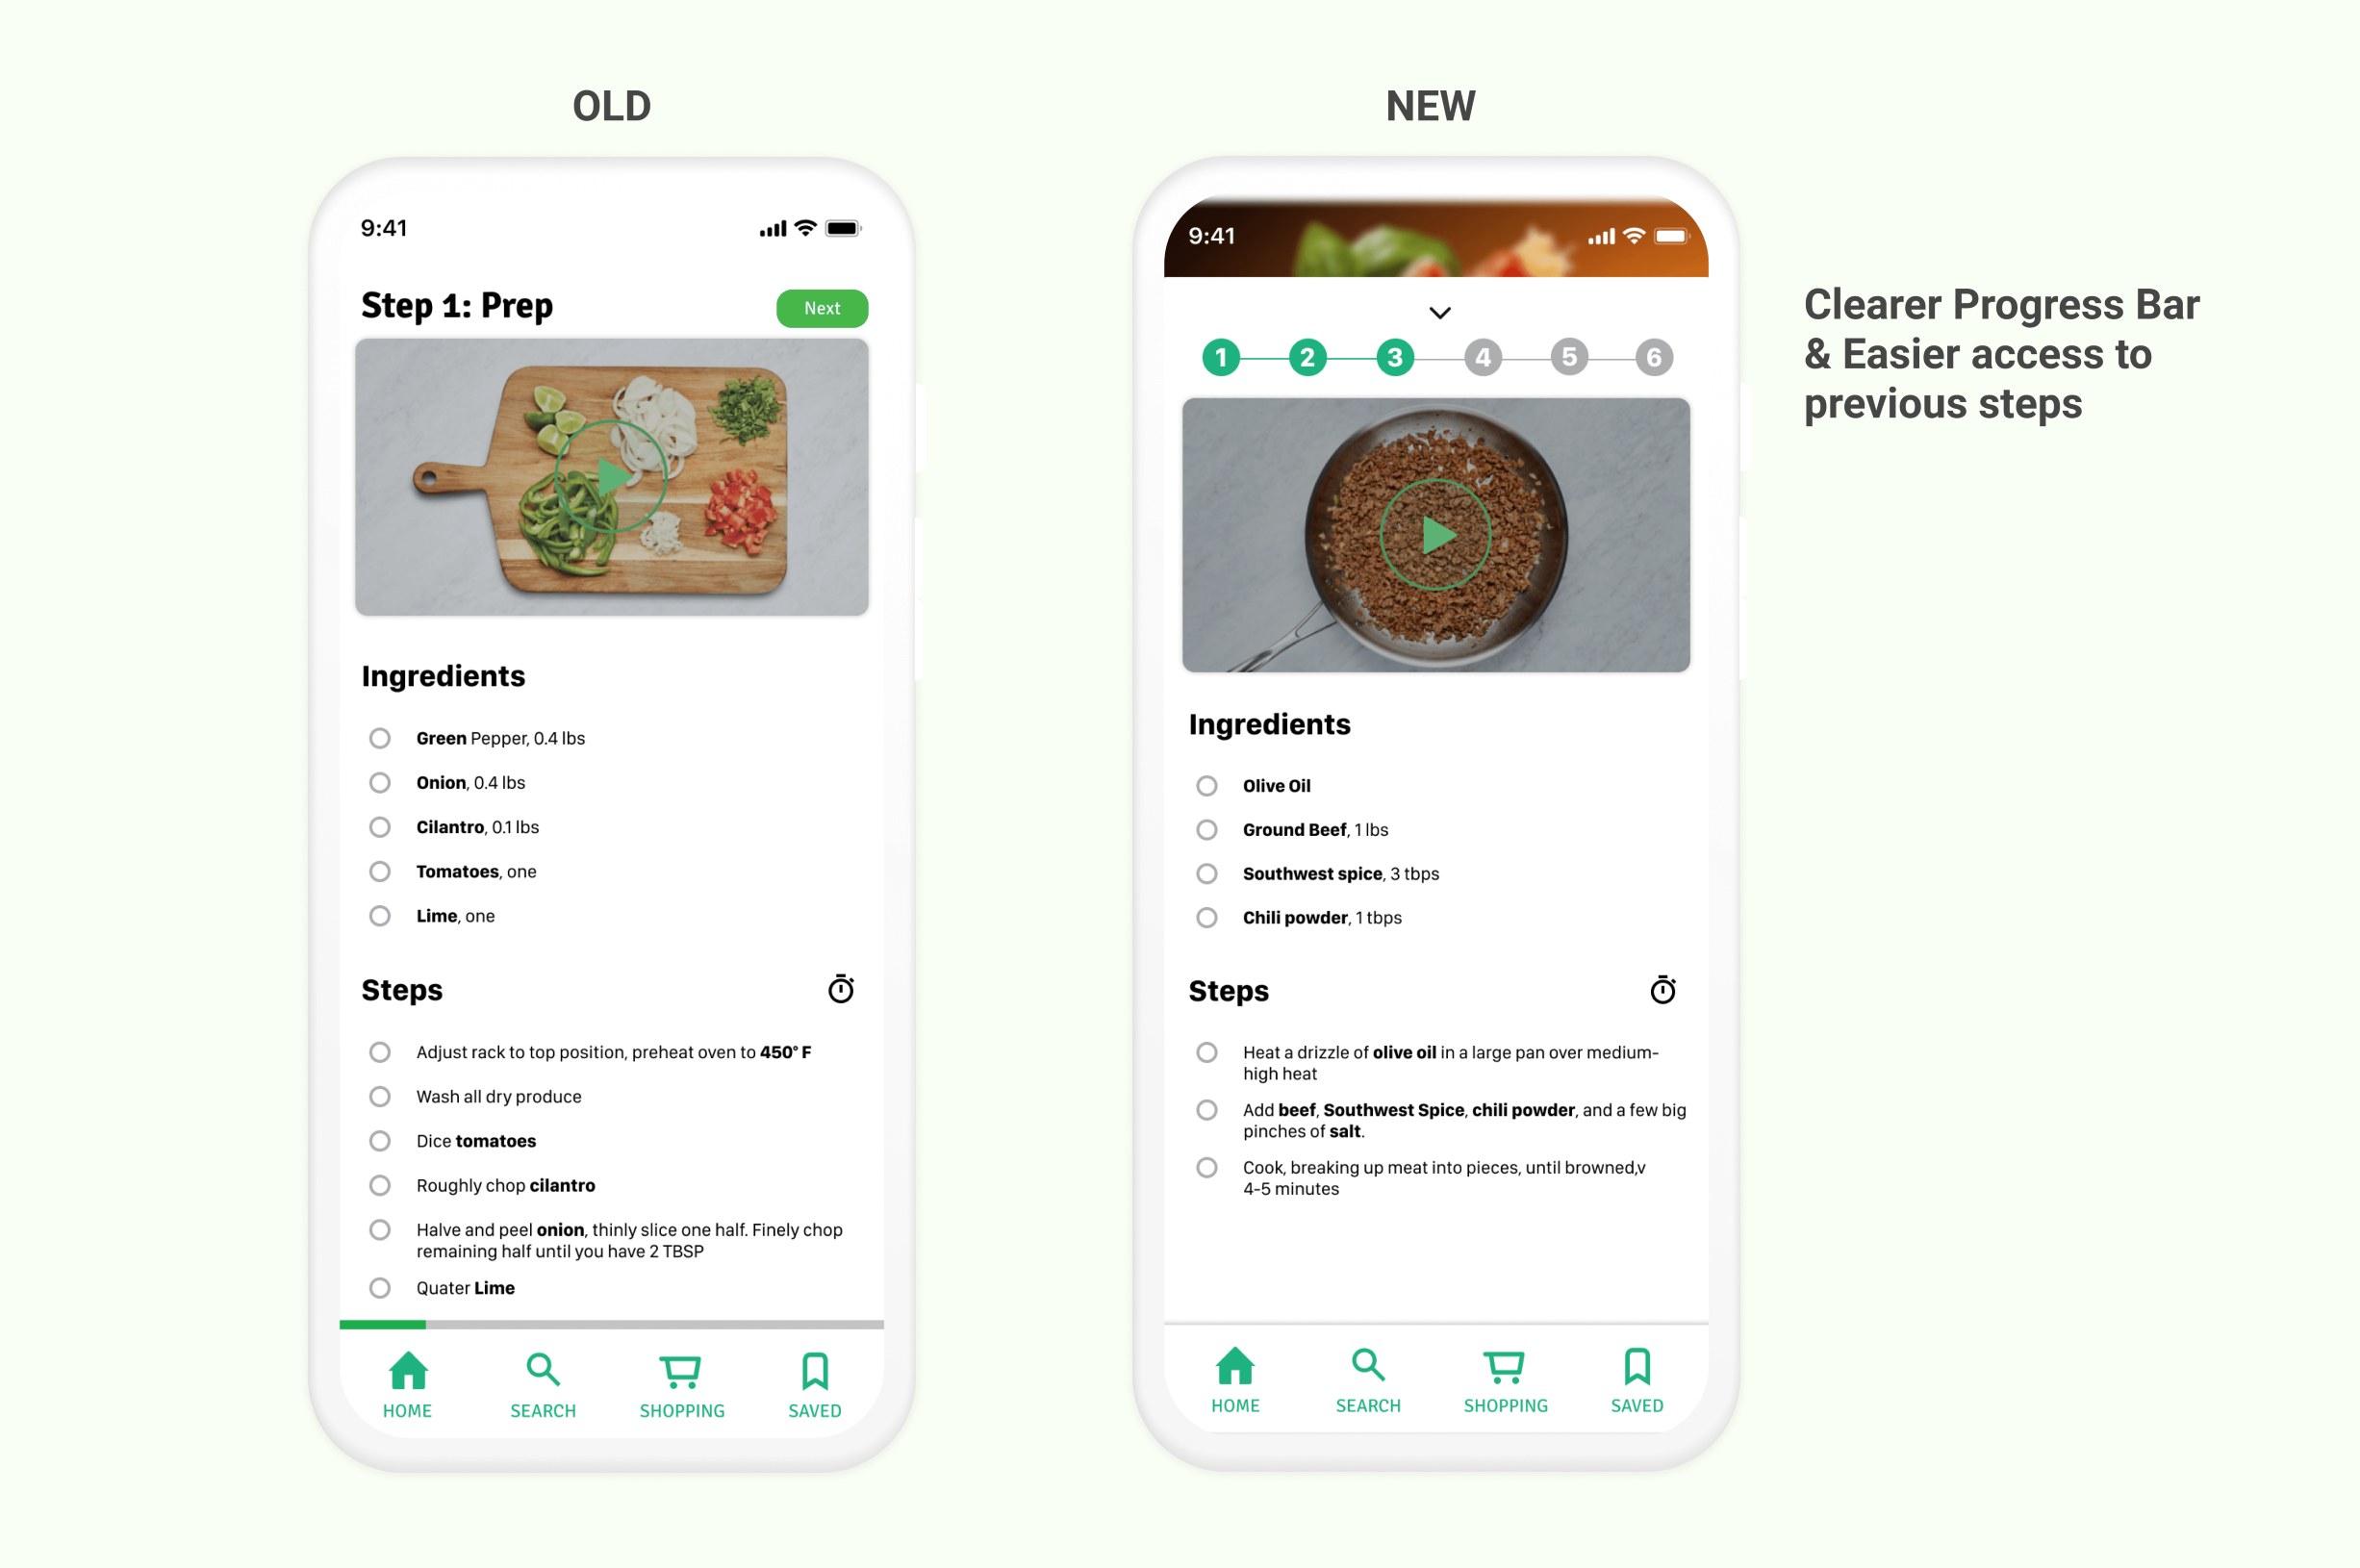 OLD
9:41
Step 1: Prep
Next
Ingredients
Green Pepper, 0.4 lbs
Onion, 0.4 lbs
Cilantro, 0.1 lbs
Tomatoes, one
Lime, one
Steps
Adjust rack to top position, preheat oven to 450° F
Wash all dry produce
Dice tomatoes
Roughly chop cilantro
Halve and peel onion, thinly slice one half. Finely chop
remaining half until you have 2 TBSP
Quater Lime
HOME
SEARCH
SHOPPING
SAVED
NEW
9:41
1 2 3 4 5 6
Ingredients
Olive Oil
Ground Beef, 1 lbs
Southwest spice, 3 tbps
Chili powder, 1 tbps
Steps
Heat a drizzle of olive oil in a large pan over medium-
high heat
Add beef, Southwest Spice, chili powder, and a few big
pinches of salt.
Cook, breaking up meat into pieces, until browned,v
4-5 minutes
HOME
SEARCH
SHOPPING
SAVED
Clearer Progress Bar
& Easier access to
previous steps